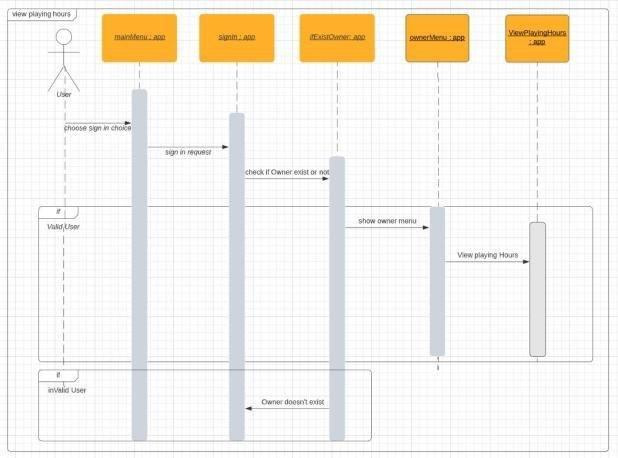 view playing hours
mainMenu : app
signIn : app
ifExistOwner: app
ownerMenu : app
ViewPlayingHours
: app
User
choose sign in choice
sign in request
check if Owner exist or not
if
Valid User
show owner menu
View playing Hours
if
inValid User
Owner doesn't exist